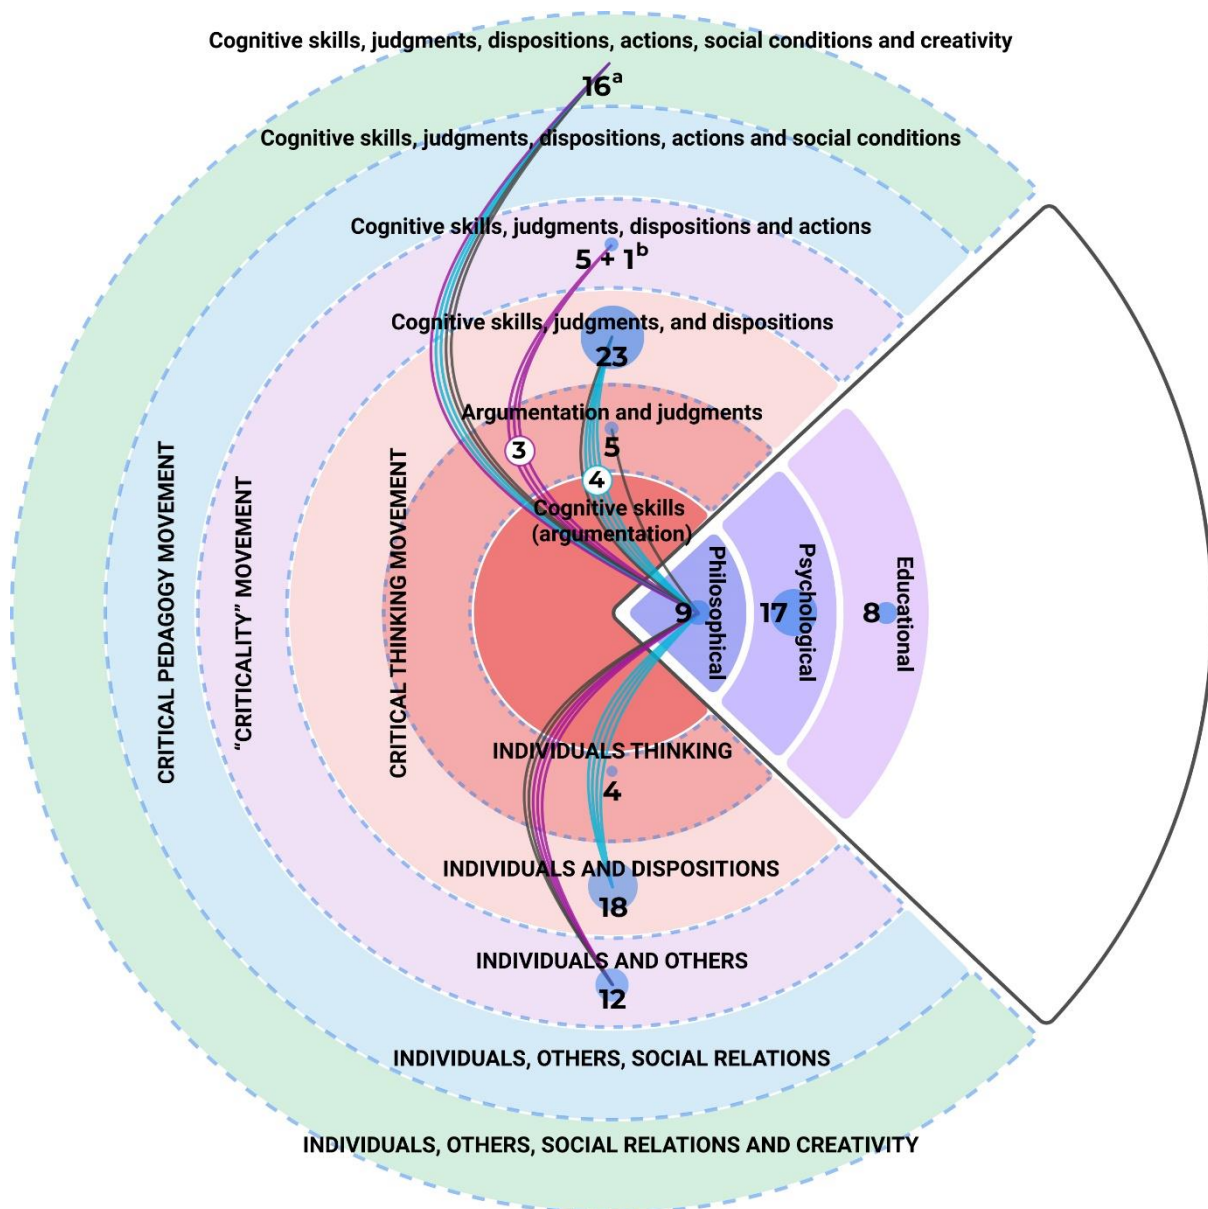 Cognitive skills, judgments, dispositions, actions, social conditions and creativity
16a
Cognitive skills, judgments, dispositions, actions and social conditions
Cognitive skills, judgments, dispositions and actions
5 + 1b
Cognitive skills, judgments, and dispositions
23
Argumentation and judgments
5
3
4
Cognitive skills
(argumentation)
CRITICAL PEDAGOGY MOVEMENT
“CRITICALITY” MOVEMENT
CRITICAL THINKING MOVEMENT
9
Philosophical
17
Psychological
8
Educational
INDIVIDUALS THINKING
4
INDIVIDUALS AND DISPOSITIONS
18
INDIVIDUALS AND OTHERS
12
INDIVIDUALS, OTHERS, SOCIAL RELATIONS
INDIVIDUALS, OTHERS, SOCIAL RELATIONS AND CREATIVITY